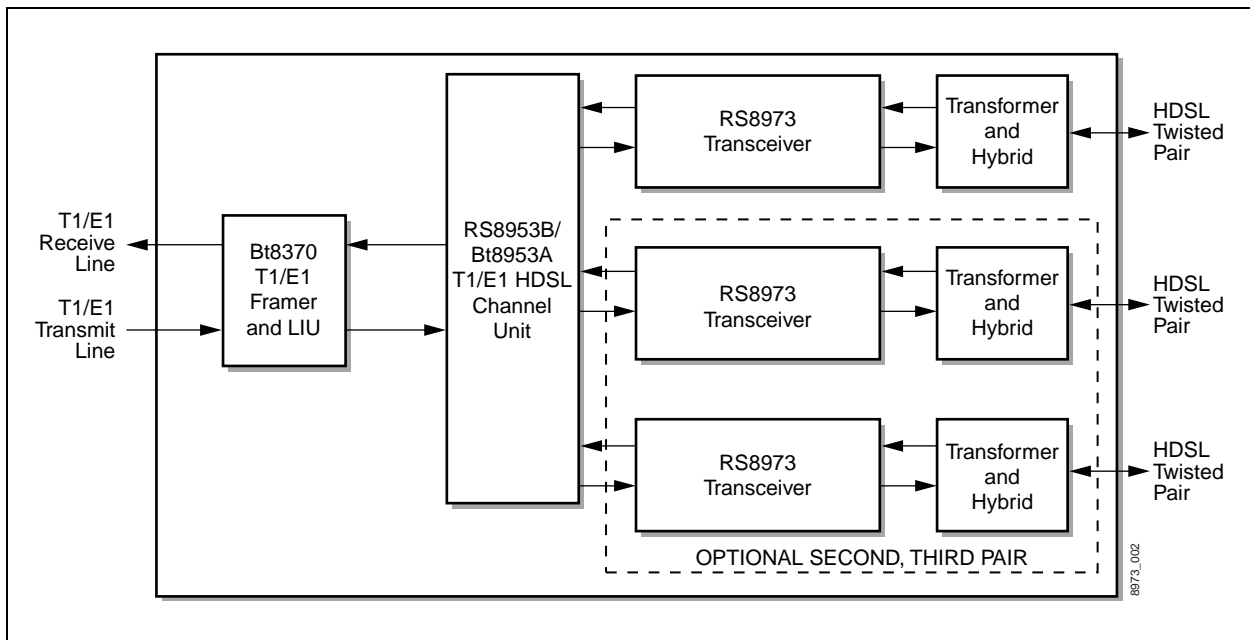 T1/E1
Receive
Line
T1/E1
Transmit
Line
Bt8370
T1/E1
Framer
and LIU
RS8953B/
Bt8953A
T1/E1 HDSL
Channel
Unit
RS8973
Transceiver
Transformer
and
Hybrid
HDSL
Twisted
Pair
RS8973
Transceiver
Transformer
and
Hybrid
HDSL
Twisted
Pair
RS8973
Transceiver
Transformer
and
Hybrid
HDSL
Twisted
Pair
OPTIONAL SECOND, THIRD PAIR
8973_002